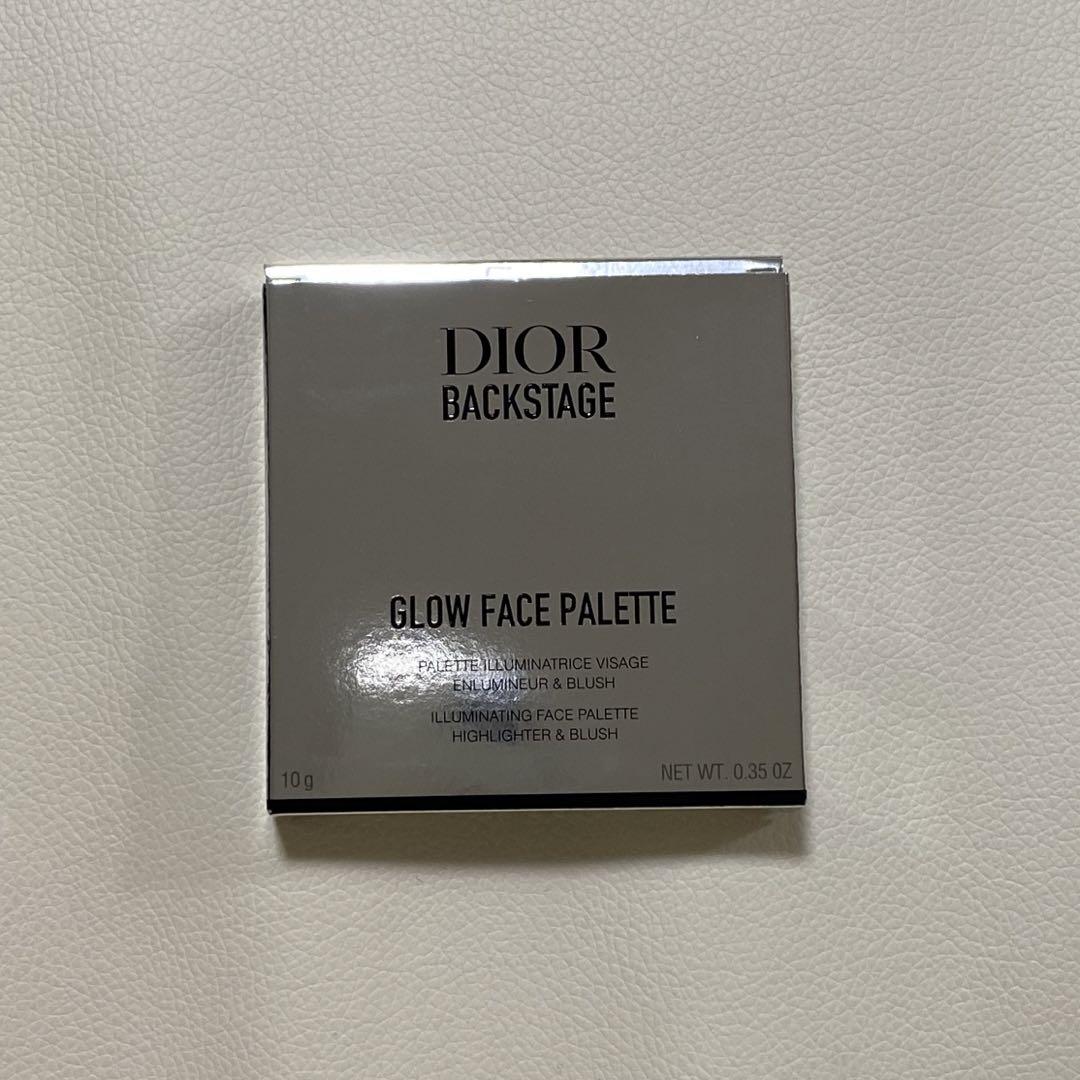 DIOR
BACKSTAGE
GLOW FACE PALETTE
PALETTE ILLUMINATRICE VISAGE
ENLUMINEUR & BLUSH
ILLUMINATING FACE PALETTE
HIGHLIGHTER & BLUSH
10 g
NET WT. 0.35 OZ